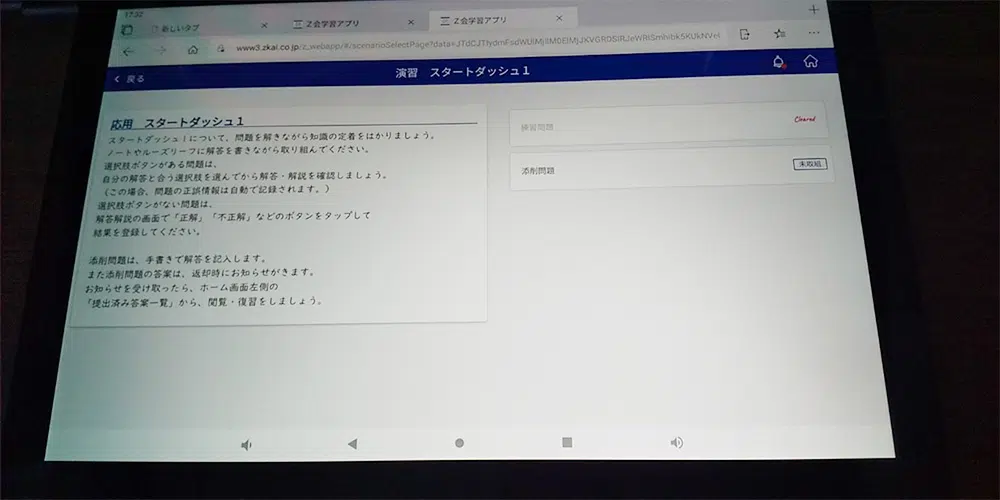 17:32
新しいタブ
Z会学習アプリ
Z会学習アプリ
戻る
演習 スタートダッシュ1
応用 スタートダッシュ1
スタートダッシュ1について、問題を解きながら知識の定着をはかりましょう。
ノートやルーズリーフに解答を書きながら取り組んでください。
選択肢ボタンがある問題は、
自分の解答と合う選択肢を選んでから解答・解説を確認しましょう。
(この場合、問題の正誤情報は自動で記録されます。)
選択肢ボタンがない問題は、
解答解説の画面で「正解」「不正解」などのボタンをタップして
結果を登録してください。
添削問題は、手書きで解答を記入します。
また添削問題の答案は、返却時にお知らせがきます。
お知らせを受け取ったら、ホーム画面左側の
「提出済み答案一覧」から、閲覧・復習をしましょう。
練習問題
Cleared
添削問題
未取組